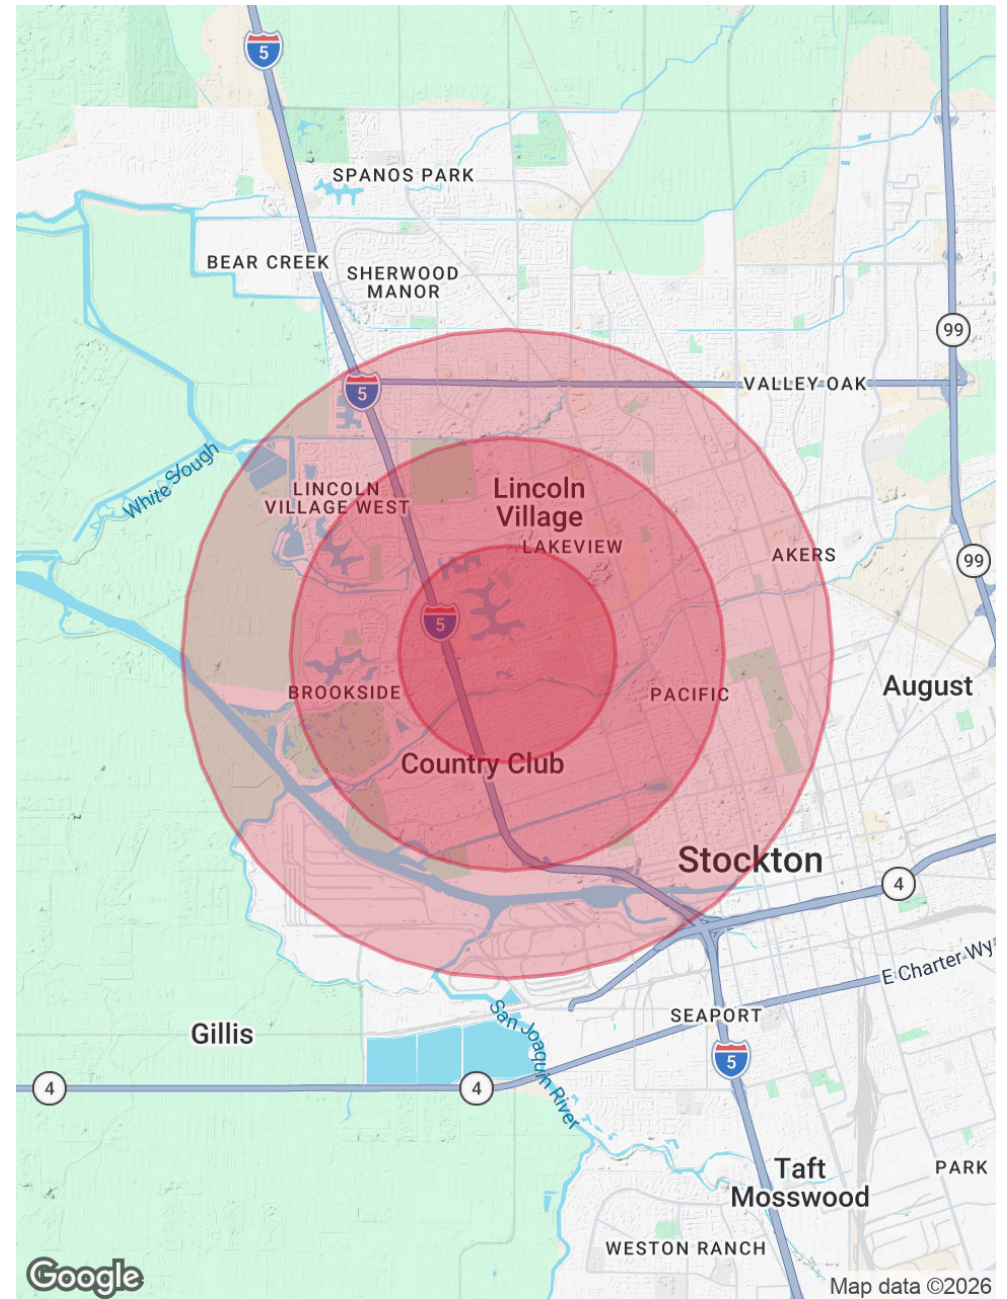 5
SPANOS PARK
BEAR CREEK
SHERWOOD
MANOR
99
5
VALLEY OAK
White Slough
LINCOLN
VILLAGE WEST
Lincoln
Village
LAKEVIEW
AKERS
99
5
BROOKSIDE
PACIFIC
August
Country Club
Stockton
4
E Charter Wy
San Joaquin River
SEAPORT
Gillis
5
4
4
Taft
Mosswood
PARK
WESTON RANCH
Google
Map data ©2026